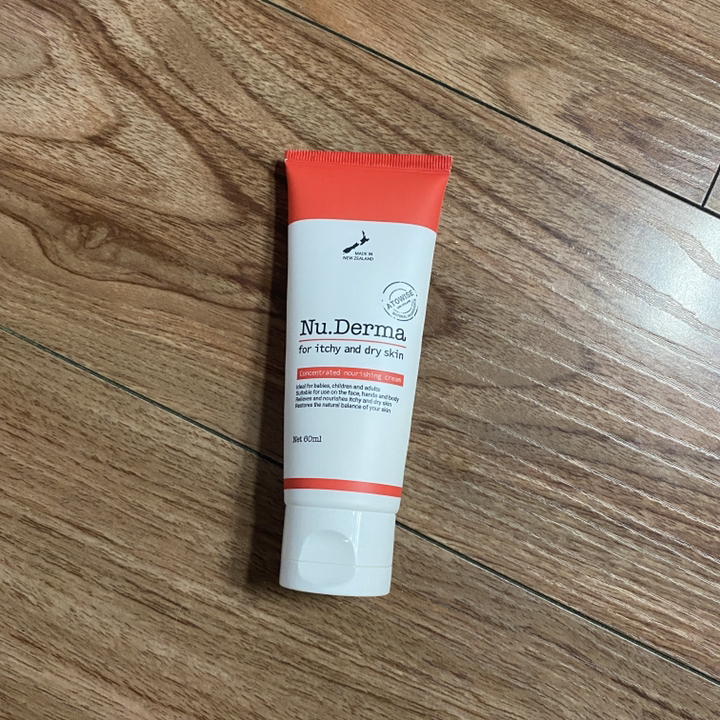 MADE IN
NEW ZEALAND
ATOWISE
Nu.Derma
for itchy and dry skin
Concentrated nourishing cream
Ideal for babies, children and adults
Suitable for use on the face, hands and body
Relieves and nourishes itchy and dry skin
Restores the natural balance of your skin
Net 60ml